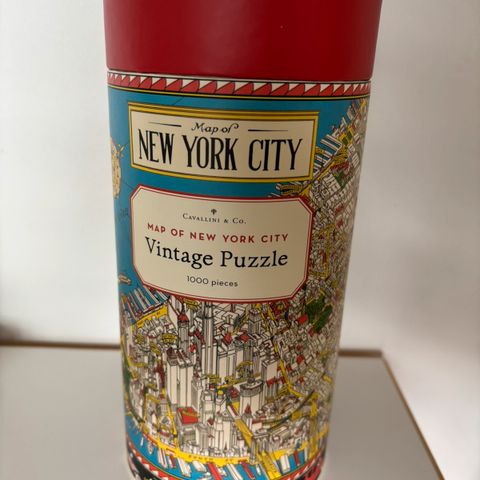 Map of
NEW YORK CITY
CAVALLINI & Co.
MAP OF NEW YORK CITY
Vintage Puzzle
1000 pieces